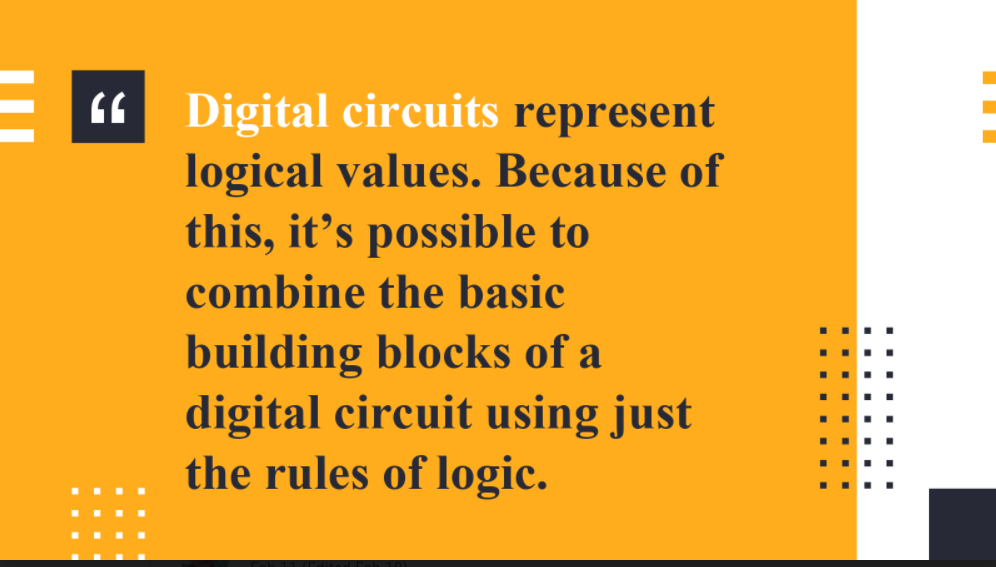 “
Digital circuits represent
logical values. Because of
this, it’s possible to
combine the basic
building blocks of a
digital circuit using just
the rules of logic.